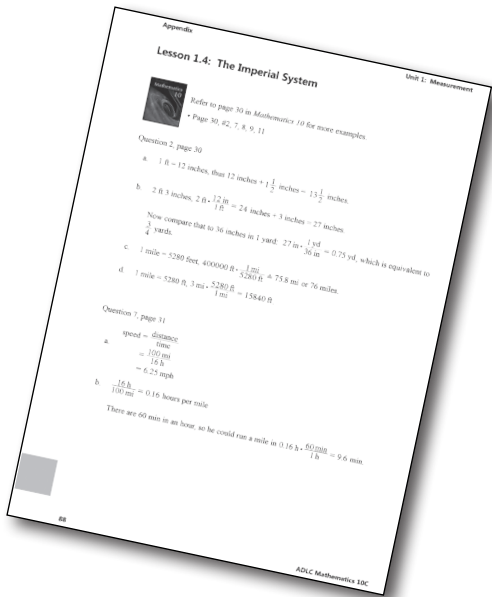 Appendix
Unit 1: Measurement
Lesson 1.4: The Imperial System
Mathematics
10
Refer to page 30 in Mathematics 10 for more examples
• Page 30, #2, 7, 8, 9, 11
Question 2, page 30
a. 1 ft = 12 inches, thus 12 inches + 1 1/2 inches = 13 1/2 inches.
b. 2 ft 3 inches, 2 ft · 12 in / 1 ft = 24 inches + 3 inches = 27 inches.
Now compare that to 36 inches in 1 yard: 27 in · 1 yd / 36 in = 0.75 yd, which is equivalent to
3/4 yards.
c. 1 mile = 5280 feet, 400000 ft · 1 mi / 5280 ft ≐ 75.8 mi or 76 miles.
d. 1 mile = 5280 ft, 3 mi · 5280 ft / 1 mi = 15840 ft
Question 7, page 31
a. speed = distance / time
= 100 mi / 16 h
= 6.25 mph
b. 16 h / 100 mi = 0.16 hours per mile
There are 60 min in an hour, so he could run a mile in 0.16 h · 60 min / 1 h = 9.6 min.
88
ADLC Mathematics 10C